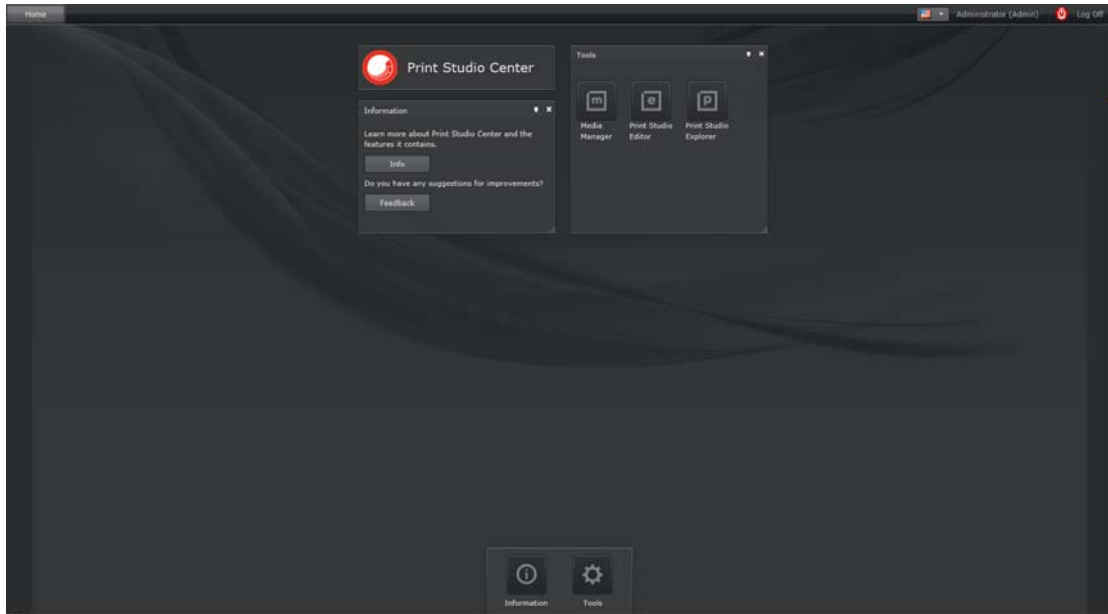 Home
Administrator (Admin)
Log Off
Print Studio Center
Information
Learn more about Print Studio Center and the
features it contains.
Info
Do you have any suggestions for improvements?
Feedback
Tools
m
e
p
Media
Manager
Print Studio
Editor
Print Studio
Explorer
Information
Tools